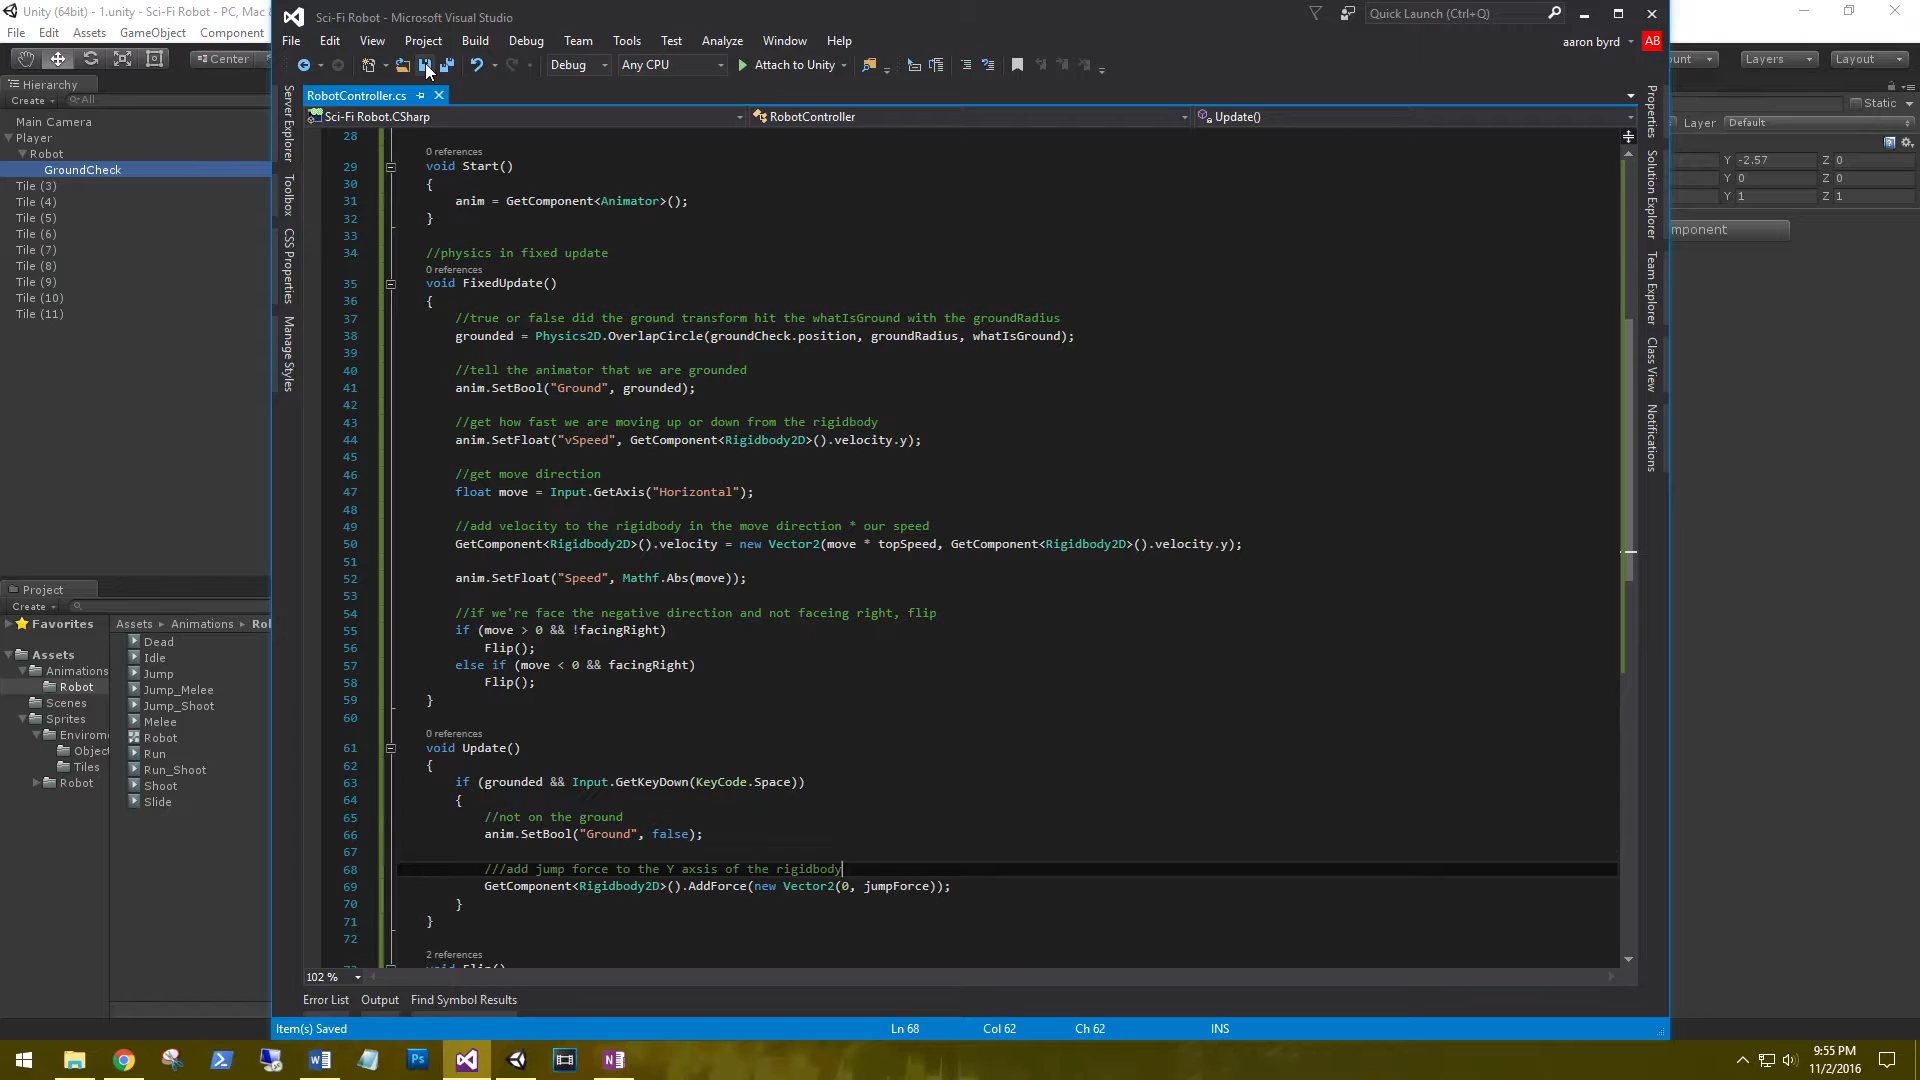 Unity (64bit) - 1.unity - Sci-Fi Robot - PC, Mac &
File Edit Assets GameObject Component
Center
Hierarchy
Create All
Main Camera
Player
Robot
GroundCheck
Tile (3)
Tile (4)
Tile (5)
Tile (6)
Tile (7)
Tile (8)
Tile (9)
Tile (10)
Tile (11)
Project
Create
Favorites
Assets
Animations
Robot
Scenes
Sprites
Envirom
Object
Tiles
Robot
Assets Animations Rol
Dead
Idle
Jump
Jump_Melee
Jump_Shoot
Melee
Robot
Run
Run_Shoot
Shoot
Slide
Sci-Fi Robot - Microsoft Visual Studio
Quick Launch (Ctrl+Q)
File Edit View Project Build Debug Team Tools Test Analyze Window Help
aaron byrd AB
Debug Any CPU Attach to Unity
Server Explorer
Toolbox
CSS Properties
Manage Styles
RobotController.cs
Sci-Fi Robot.CSharp RobotController Update()
28
0 references
29 void Start()
30 {
31 anim = GetComponent<Animator>();
32 }
33
34 //physics in fixed update
0 references
35 void FixedUpdate()
36 {
37 //true or false did the ground transform hit the whatIsGround with the groundRadius
38 grounded = Physics2D.OverlapCircle(groundCheck.position, groundRadius, whatIsGround);
39
40 //tell the animator that we are grounded
41 anim.SetBool("Ground", grounded);
42
43 //get how fast we are moving up or down from the rigidbody
44 anim.SetFloat("vSpeed", GetComponent<Rigidbody2D>().velocity.y);
45
46 //get move direction
47 float move = Input.GetAxis("Horizontal");
48
49 //add velocity to the rigidbody in the move direction * our speed
50 GetComponent<Rigidbody2D>().velocity = new Vector2(move * topSpeed, GetComponent<Rigidbody2D>().velocity.y);
51
52 anim.SetFloat("Speed", Mathf.Abs(move));
53
54 //if we're face the negative direction and not faceing right, flip
55 if (move > 0 && !facingRight)
56 Flip();
57 else if (move < 0 && facingRight)
58 Flip();
59 }
60
0 references
61 void Update()
62 {
63 if (grounded && Input.GetKeyDown(KeyCode.Space))
64 {
65 //not on the ground
66 anim.SetBool("Ground", false);
67
68 ///add jump force to the Y axsis of the rigidbody
69 GetComponent<Rigidbody2D>().AddForce(new Vector2(0, jumpForce));
70 }
71 }
72
2 references
102 %
Error List Output Find Symbol Results
Item(s) Saved Ln 68 Col 62 Ch 62 INS
Properties
Solution Explorer
Team Explorer
Class View
Notifications
ount Layers Layout
Static
Layer Default
Y -2.57 Z 0
Y 0 Z 0
Y 1 Z 1
mponent
9:55 PM
11/2/2016